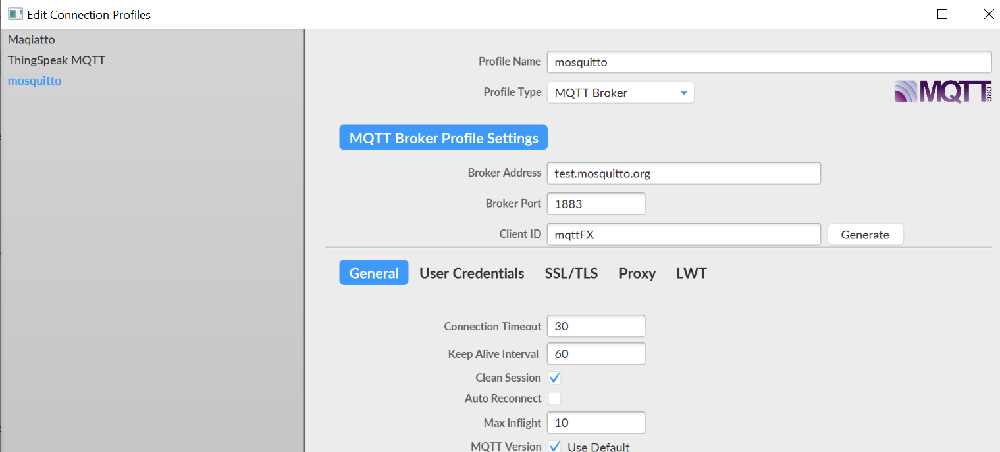 Edit Connection Profiles
Maqiatto
ThingSpeak MQTT
mosquitto
Profile Name mosquitto
Profile Type MQTT Broker
MQTT.ORG
MQTT Broker Profile Settings
Broker Address test.mosquitto.org
Broker Port 1883
Client ID mqttFX Generate
General User Credentials SSL/TLS Proxy LWT
Connection Timeout 30
Keep Alive Interval 60
Clean Session
Auto Reconnect
Max Inflight 10
MQTT Version Use Default